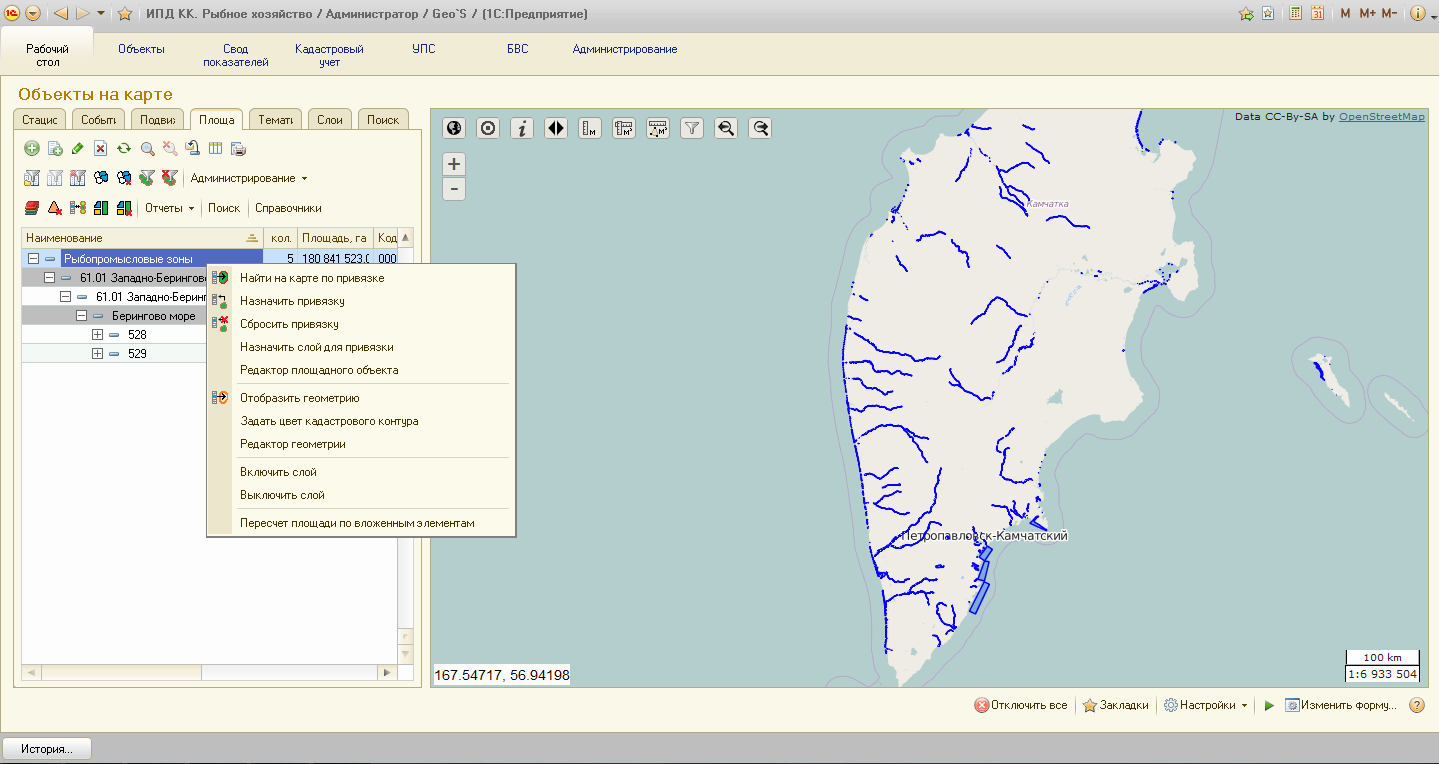 ИПД КК. Рыбное хозяйство / Администратор / Geo`S / (1С:Предприятие)
M M+ M-
Рабочий стол
Объекты
Свод показателей
Кадастровый учет
УПС
БВС
Администрирование
Объекты на карте
Стацис
Событи
Подвиж
Площа
Темати
Слои
Поиск
Администрирование
Отчеты
Поиск
Справочники
Наименование
кол.
Площадь, га
Код
Рыбопромысловые зоны
5
180 841 523,0
000
61.01 Западно-Беринговс
61.01 Западно-Беринг
Берингово море
528
529
Найти на карте по привязке
Назначить привязку
Сбросить привязку
Назначить слой для привязки
Редактор площадного объекта
Отобразить геометрию
Задать цвет кадастрового контура
Редактор геометрии
Включить слой
Выключить слой
Пересчет площади по вложенным элементам
Data CC-By-SA by OpenStreetMap
+
-
Камчатка
Петропавловск-Камчатский
167.54717, 56.94198
100 km
1:6 933 504
Отключить все
Закладки
Настройки
Изменить форму...
История...